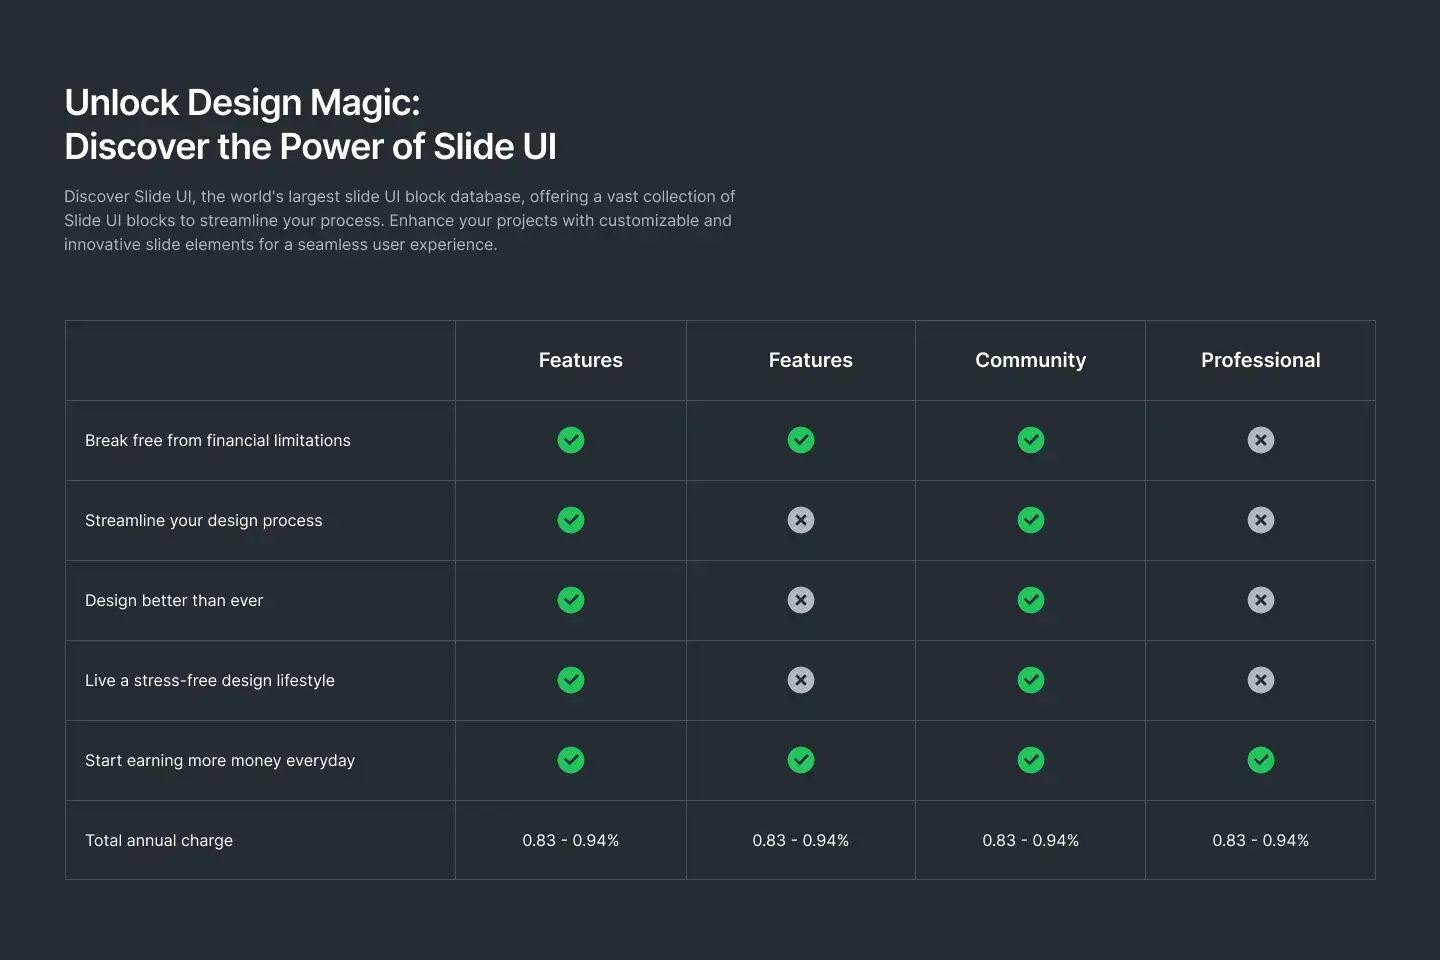 Unlock Design Magic:
Discover the Power of Slide UI
Discover Slide UI, the world's largest slide UI block database, offering a vast collection of
Slide UI blocks to streamline your process. Enhance your projects with customizable and
innovative slide elements for a seamless user experience.
Features Features Community Professional
Break free from financial limitations
Streamline your design process
Design better than ever
Live a stress-free design lifestyle
Start earning more money everyday
Total annual charge 0.83 - 0.94% 0.83 - 0.94% 0.83 - 0.94% 0.83 - 0.94%